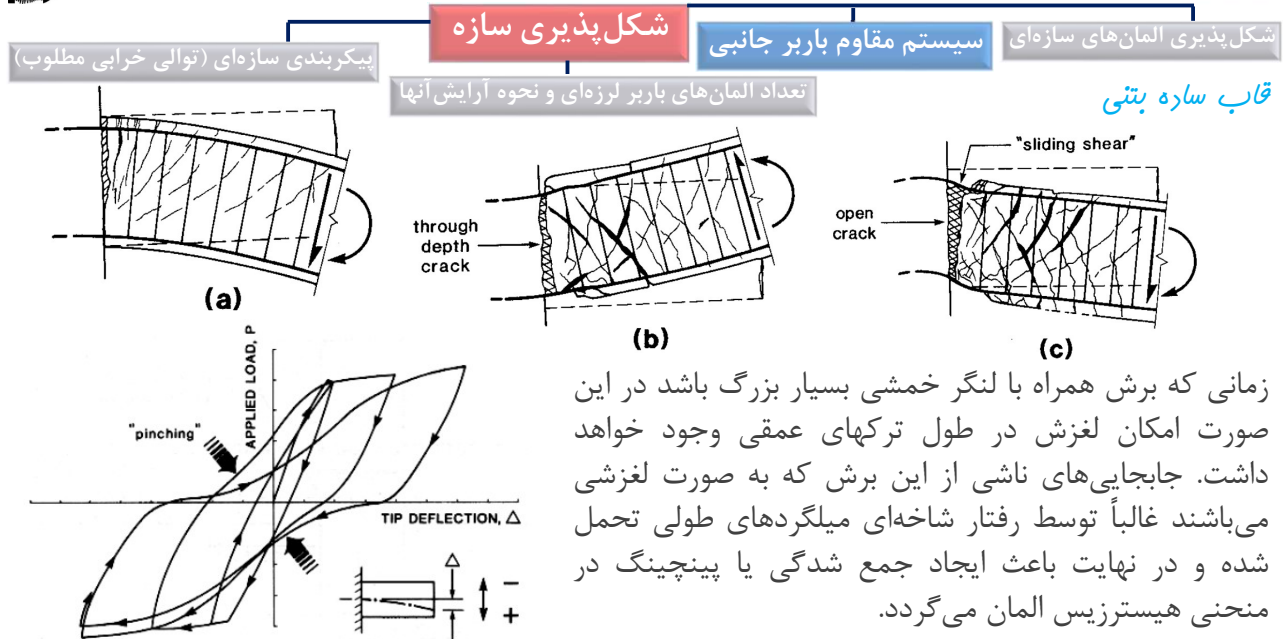 شکل‌پذیری سازه
شکل‌پذیری المان‌های سازه‌ای
سیستم مقاوم باربر جانبی
پیکربندی سازه‌ای (توالی خرابی مطلوب)
تعداد المان‌های باربر لرزه‌ای و نحوه آرایش‌آنها
قاب ساده بتنی
(a)
through
depth
crack
(b)
"sliding shear"
open
crack
(c)
APPLIED LOAD, P
"pinching"
TIP DEFLECTION, Δ
Δ
−
+
زمانی که برش همراه با لنگر خمشی بسیار بزرگ باشد در این
صورت امکان لغزش در طول ترکهای عمقی وجود خواهد
داشت. جابجایی‌های ناشی از این برش که به صورت لغزشی
می‌باشند غالباً توسط رفتار شاخه‌ای میلگردهای طولی تحمل
شده و در نهایت باعث ایجاد جمع شدگی یا پینچینگ در
منحنی هیسترزیس المان می‌گردد.